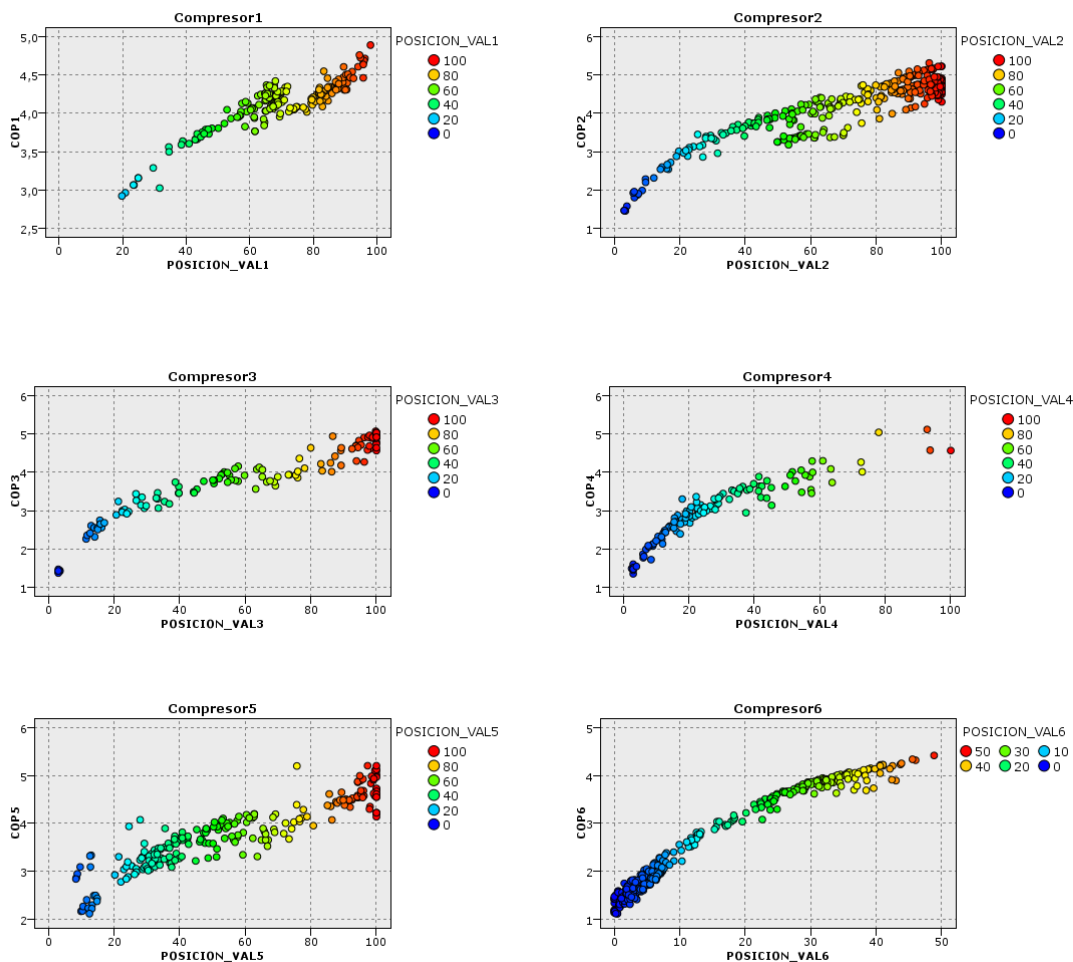 Compresor1
POSICION_VAL1
100
80
60
40
20
0
5,0
4,5
4,0
3,5
3,0
2,5
COP1
0 20 40 60 80 100
POSICION_VAL1
Compresor2
POSICION_VAL2
100
80
60
40
20
0
6
5
4
3
2
1
COP2
0 20 40 60 80 100
POSICION_VAL2
Compresor3
POSICION_VAL3
100
80
60
40
20
0
6
5
4
3
2
1
COP3
0 20 40 60 80 100
POSICION_VAL3
Compresor4
POSICION_VAL4
100
80
60
40
20
0
6
5
4
3
2
1
COP4
0 20 40 60 80 100
POSICION_VAL4
Compresor5
POSICION_VAL5
100
80
60
40
20
0
6
5
4
3
2
COP5
0 20 40 60 80 100
POSICION_VAL5
Compresor6
POSICION_VAL6
50 30 10
40 20 0
5
4
3
2
1
COP6
0 10 20 30 40 50
POSICION_VAL6